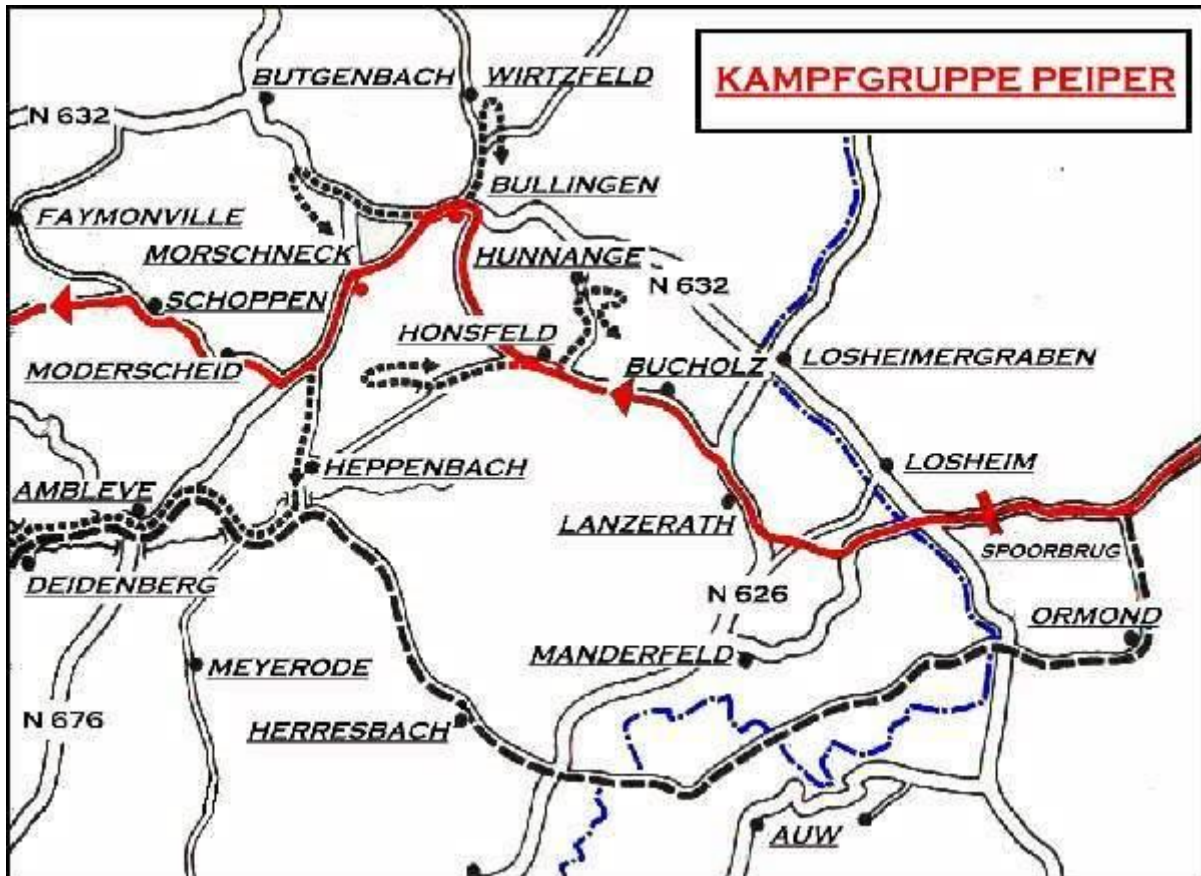 KAMPFGRUPPE PEIPER
BUTGENBACH
WIRTZFELD
N 632
BULLINGEN
FAYMONVILLE
MORSCHNECK
HUNNANGE
N 632
SCHOPPEN
HONSFELD
BUCHOLZ
LOSHEIMERGRABEN
MODERSCHEID
HEPPENBACH
LOSHEIM
AMBLEVE
LANZERATH
SPOORBRUG
DEIDENBERG
N 626
ORMOND
MEYERODE
MANDERFELD
N 676
HERRESBACH
AUW